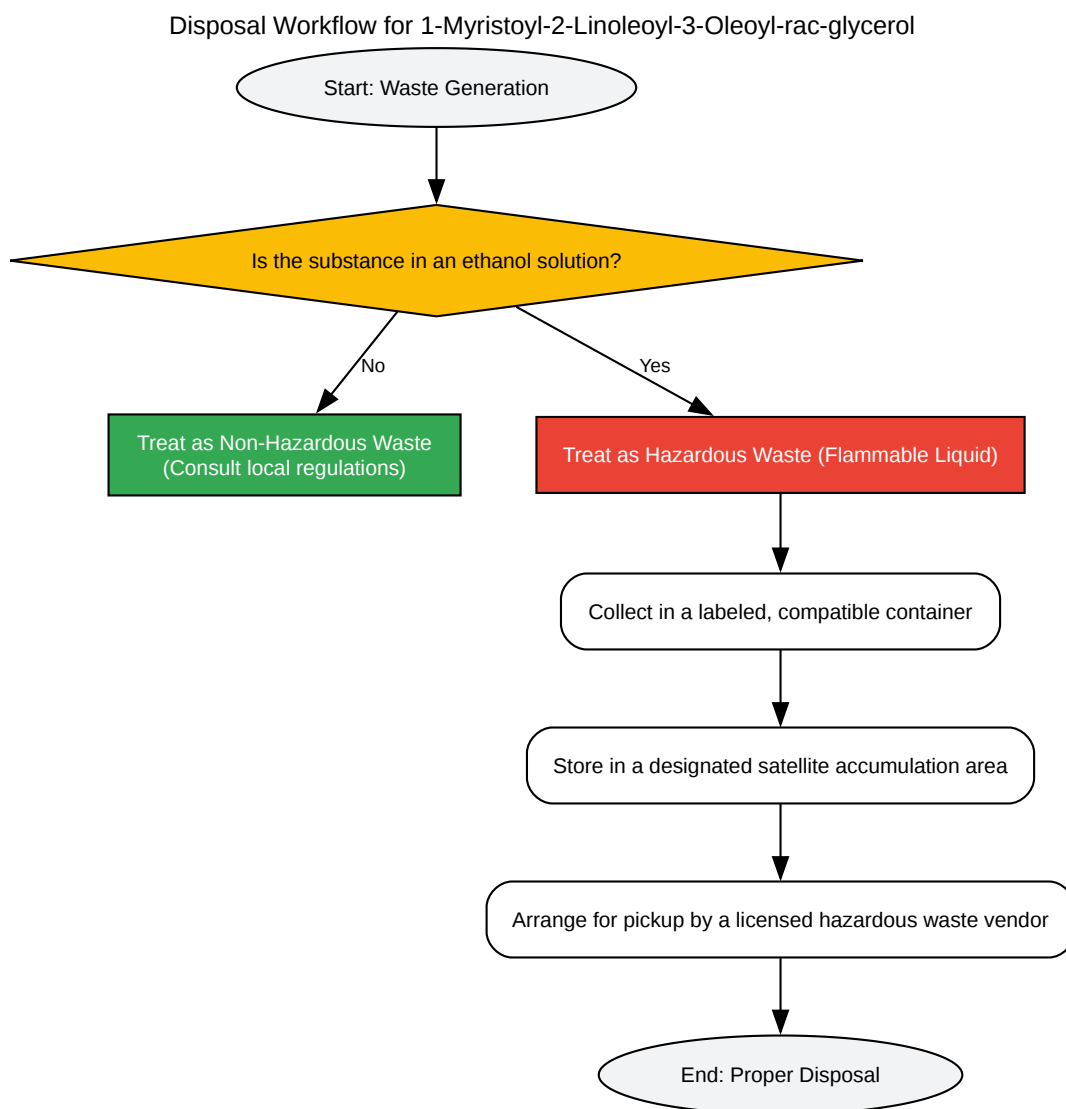 Disposal Workflow for 1-Myristoyl-2-Linoleoyl-3-Oleoyl-rac-glycerol
Start: Waste Generation
Is the substance in an ethanol solution?
No
Yes
Treat as Non-Hazardous Waste
(Consult local regulations)
Treat as Hazardous Waste (Flammable Liquid)
Collect in a labeled, compatible container
Store in a designated satellite accumulation area
Arrange for pickup by a licensed hazardous waste vendor
End: Proper Disposal